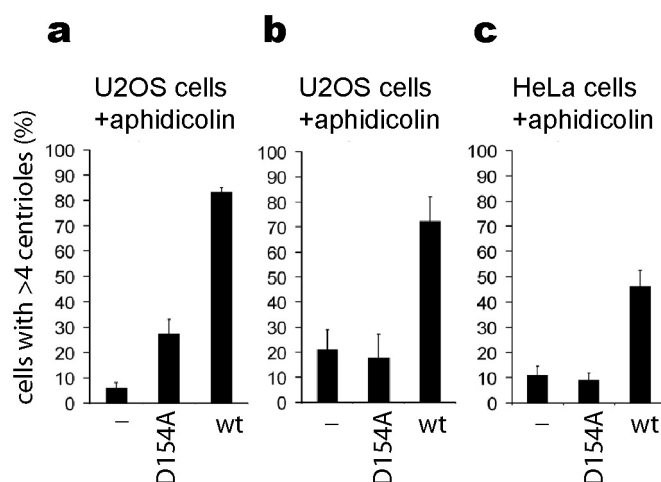 a
U2OS cells
+aphidicolin
cells with >4 centrioles (%)
100
90
80
70
60
50
40
30
20
10
0
–
D154A
wt
b
U2OS cells
+aphidicolin
100
90
80
70
60
50
40
30
20
10
0
–
D154A
wt
c
HeLa cells
+aphidicolin
100
90
80
70
60
50
40
30
20
10
0
–
D154A
wt